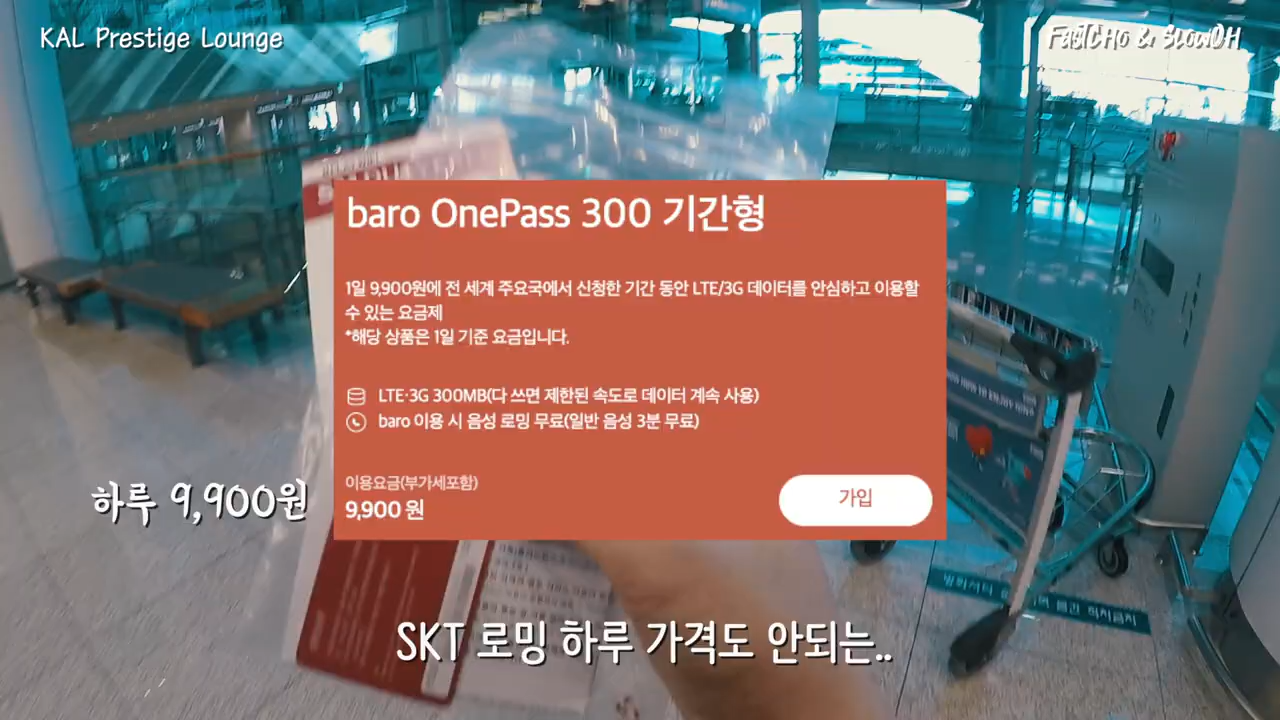 KAL Prestige Lounge
FasTCHo & SLowOH
baro OnePass 300 기간형
1일 9,900원에 전 세계 주요국에서 신청한 기간 동안 LTE/3G 데이터를 안심하고 이용할
수 있는 요금제
*해당 상품은 1일 기준 요금입니다.
LTE·3G 300MB(다 쓰면 제한된 속도로 데이터 계속 사용)
baro 이용 시 음성 로밍 무료(일반 음성 3분 무료)
이용요금(부가세포함)
9,900 원
가입
하루 9,900원
SKT 로밍 하루 가격도 안되는..